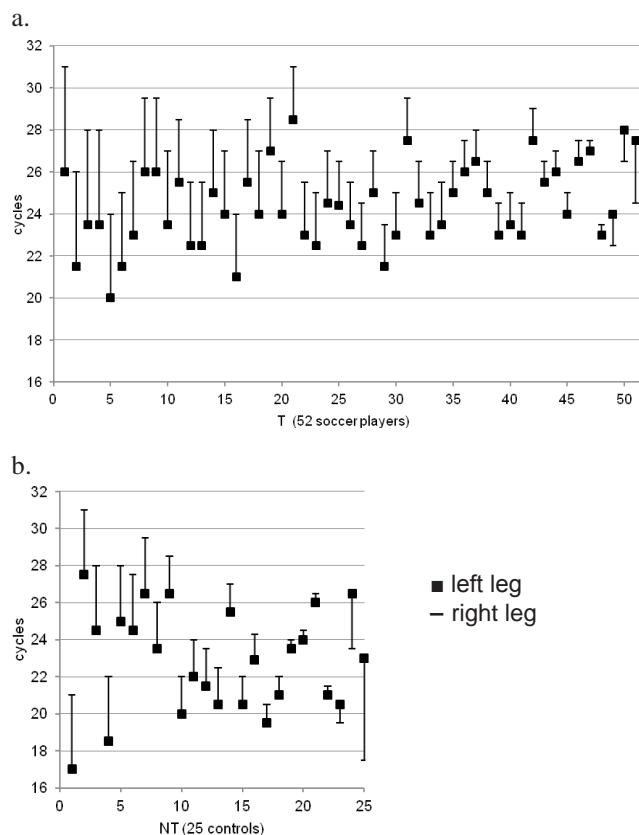 a.
32
30
28
26
24
22
20
18
16
cycles
0 5 10 15 20 25 30 35 40 45 50
T (52 soccer players)
b.
32
30
28
26
24
22
20
18
16
cycles
0 5 10 15 20 25
NT (25 controls)
left leg
right leg